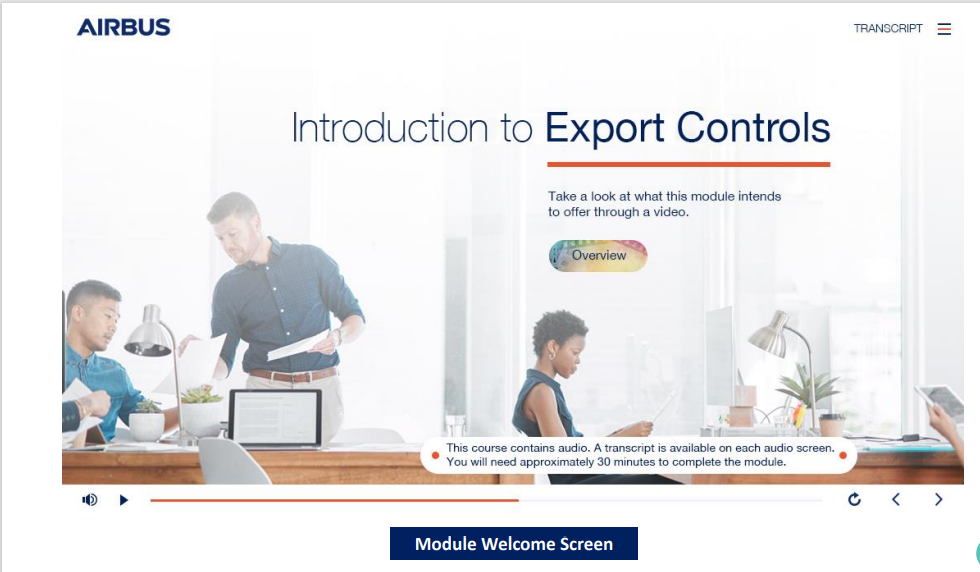 AIRBUS
TRANSCRIPT
Introduction to Export Controls
Take a look at what this module intends
to offer through a video.
Overview
This course contains audio. A transcript is available on each audio screen.
You will need approximately 30 minutes to complete the module.
Module Welcome Screen